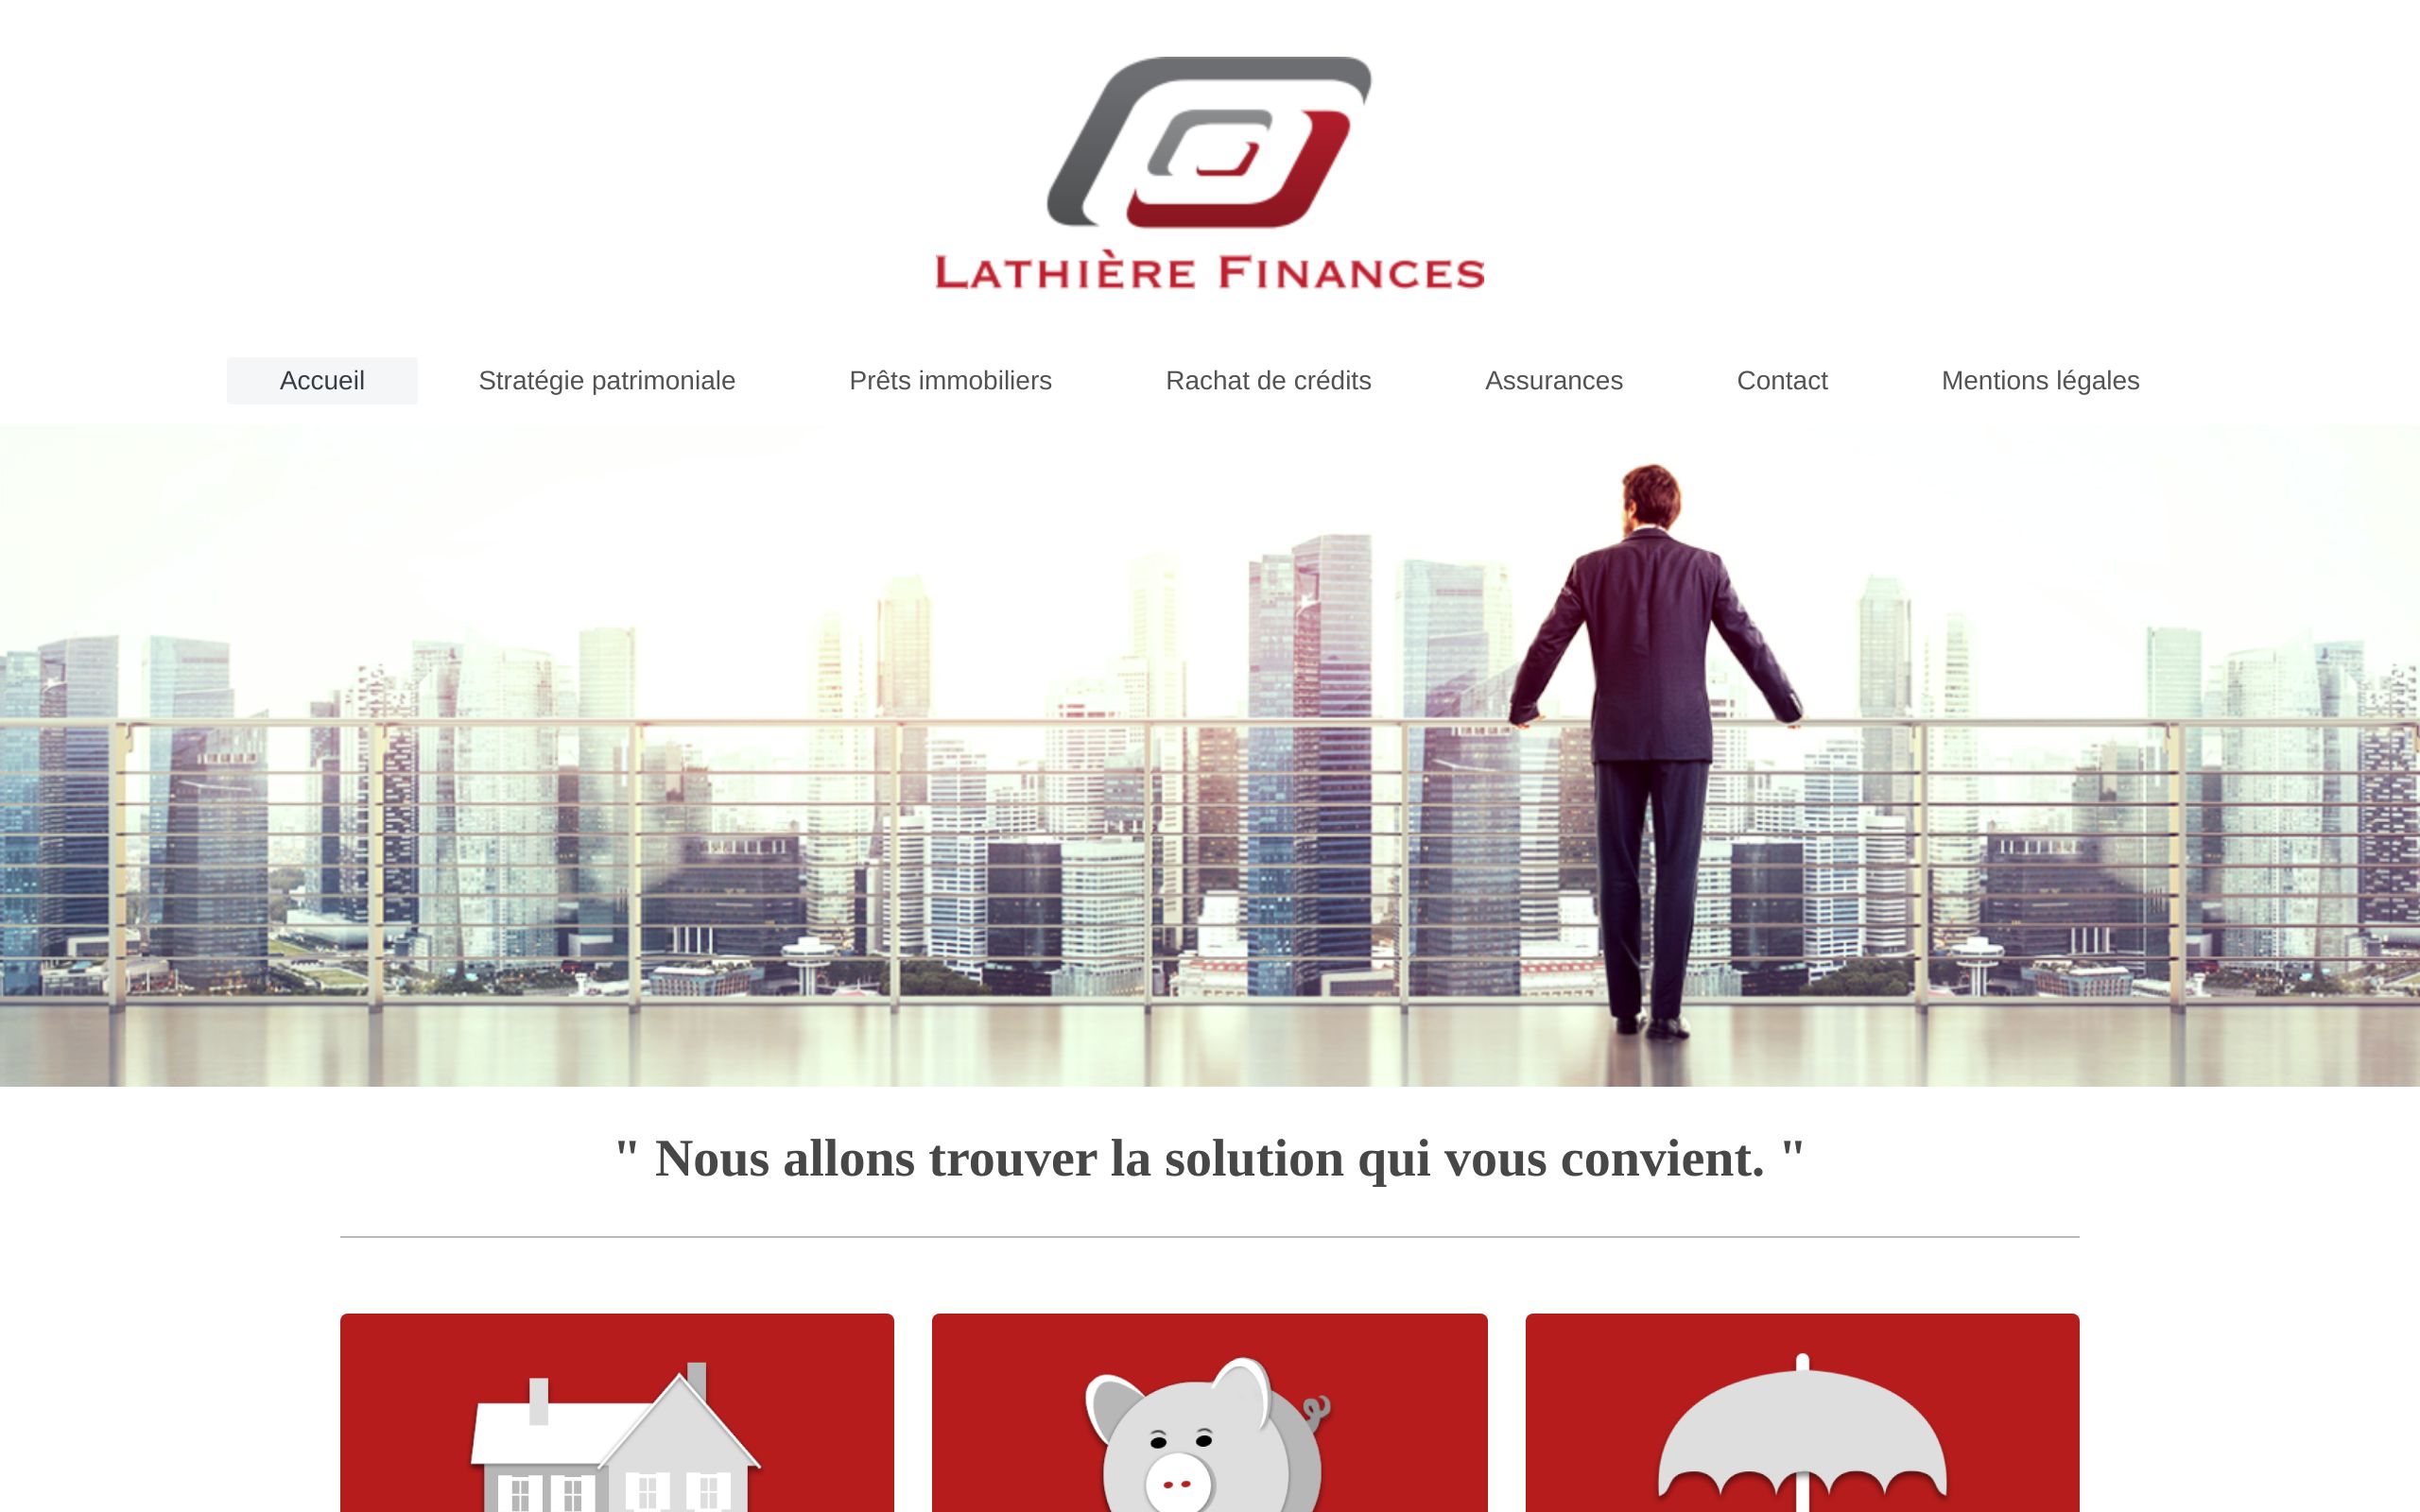 LATHIÈRE FINANCES
Accueil Stratégie patrimoniale Prêts immobiliers Rachat de crédits Assurances Contact Mentions légales
" Nous allons trouver la solution qui vous convient. "